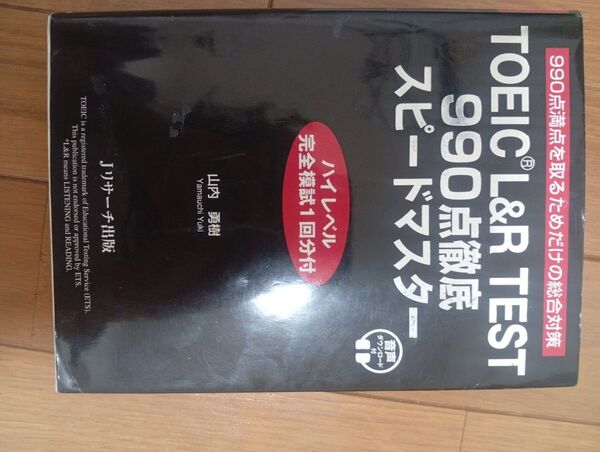 990点満点を取るためだけの総合対策
TOEIC® L&R TEST
990点徹底
スピードマスター
音声
ダウンロード
付
ハイレベル
完全模試1回分付
山内 勇樹
Yamauchi Yuki
Jリサーチ出版
TOEIC is a registered trademark of Educational Testing Service (ETS).
This publication is not endorsed or approved by ETS.
*L&R means LISTENING and READING.